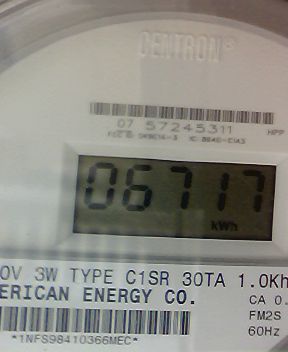 CENTRON®
07 57245311
HPP
06717
kWh
0V 3W TYPE C1SR 30TA 1.0Kh
ERICAN ENERGY CO.
CA 0.
FM2S
60Hz
*1NFS98410366MEC*